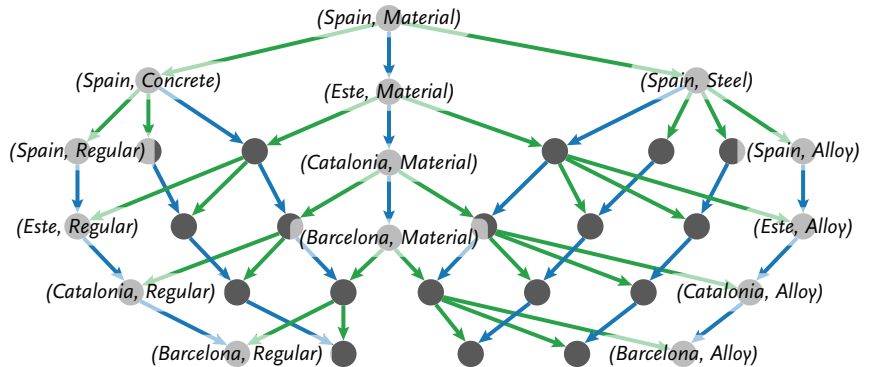 (Spain, Material)
(Spain, Concrete)
(Este, Material)
(Spain, Steel)
(Spain, Regular)
(Catalonia, Material)
(Spain, Alloy)
(Este, Regular)
(Barcelona, Material)
(Este, Alloy)
(Catalonia, Regular)
(Catalonia, Alloy)
(Barcelona, Regular)
(Barcelona, Alloy)